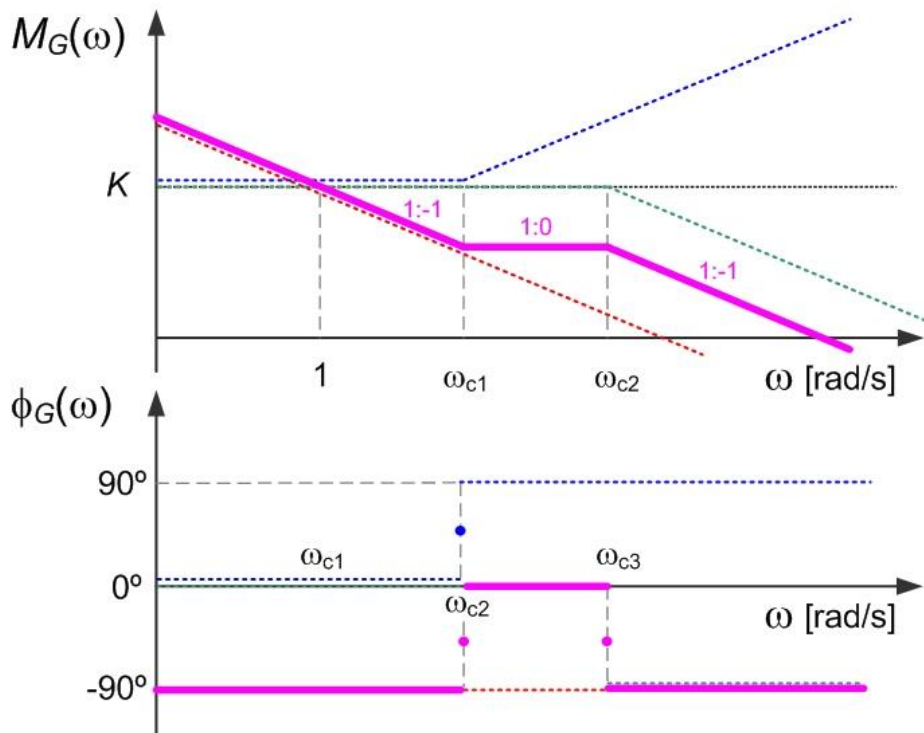 M_G(ω)
K
1:-1
1:0
1:-1
1
ω_c1
ω_c2
ω [rad/s]
ϕ_G(ω)
90º
ω_c1
ω_c3
0º
ω_c2
ω [rad/s]
-90º